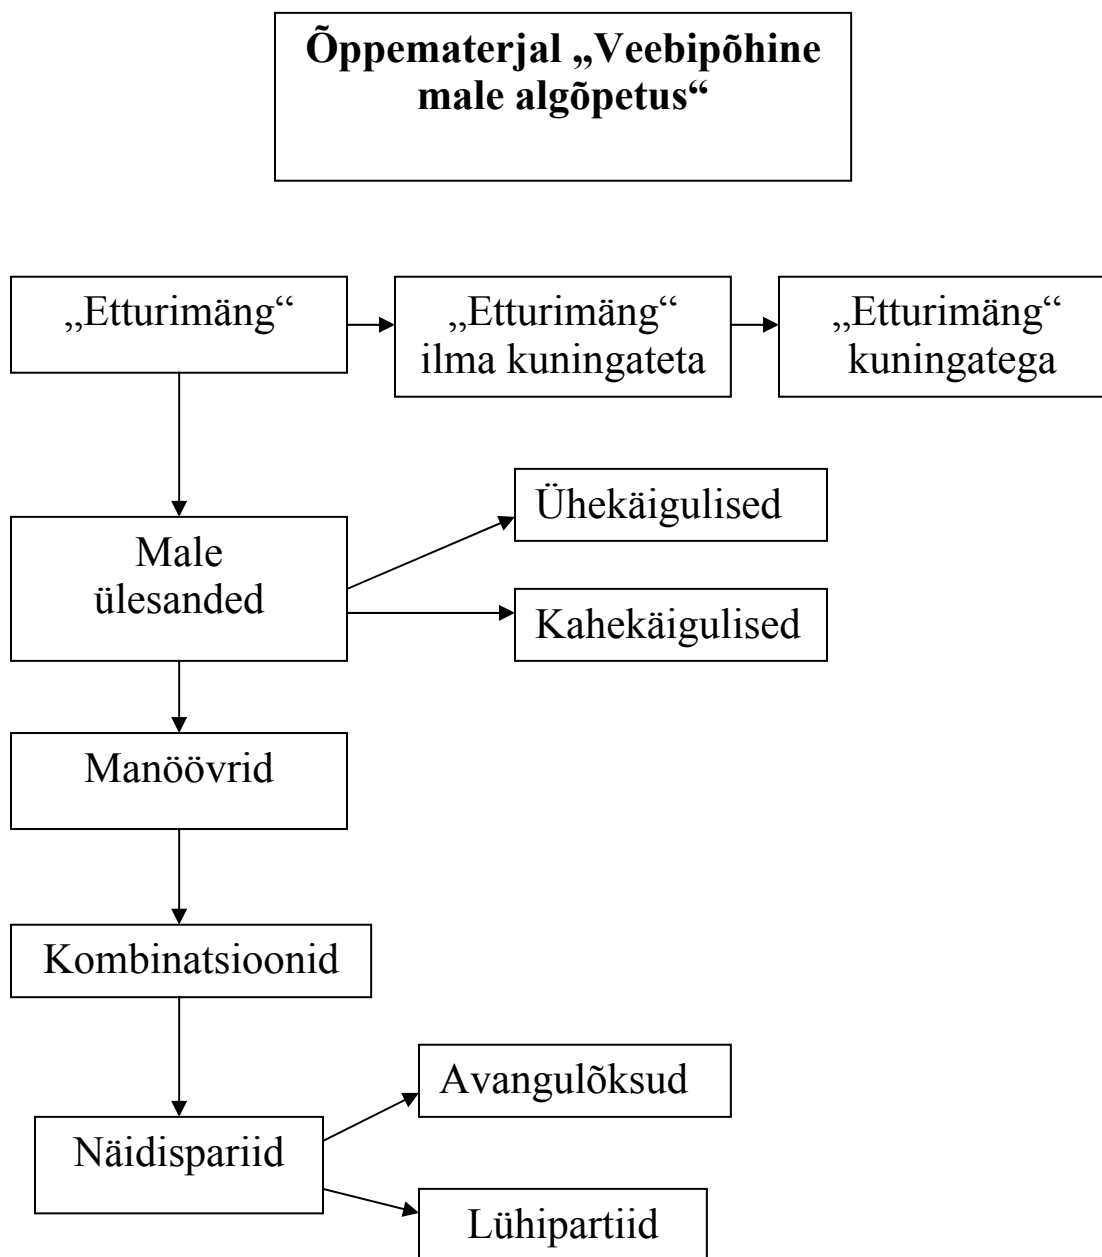 Õppematerjal „Veebipõhine
male algõpetus“
„Etturimäng“
„Etturimäng“
ilma kuningateta
„Etturimäng“
kuningatega
Ühekäigulised
Male
ülesanded
Kahekäigulised
Manöövrid
Kombinatsioonid
Avangulõksud
Näidispariid
Lühipartiid